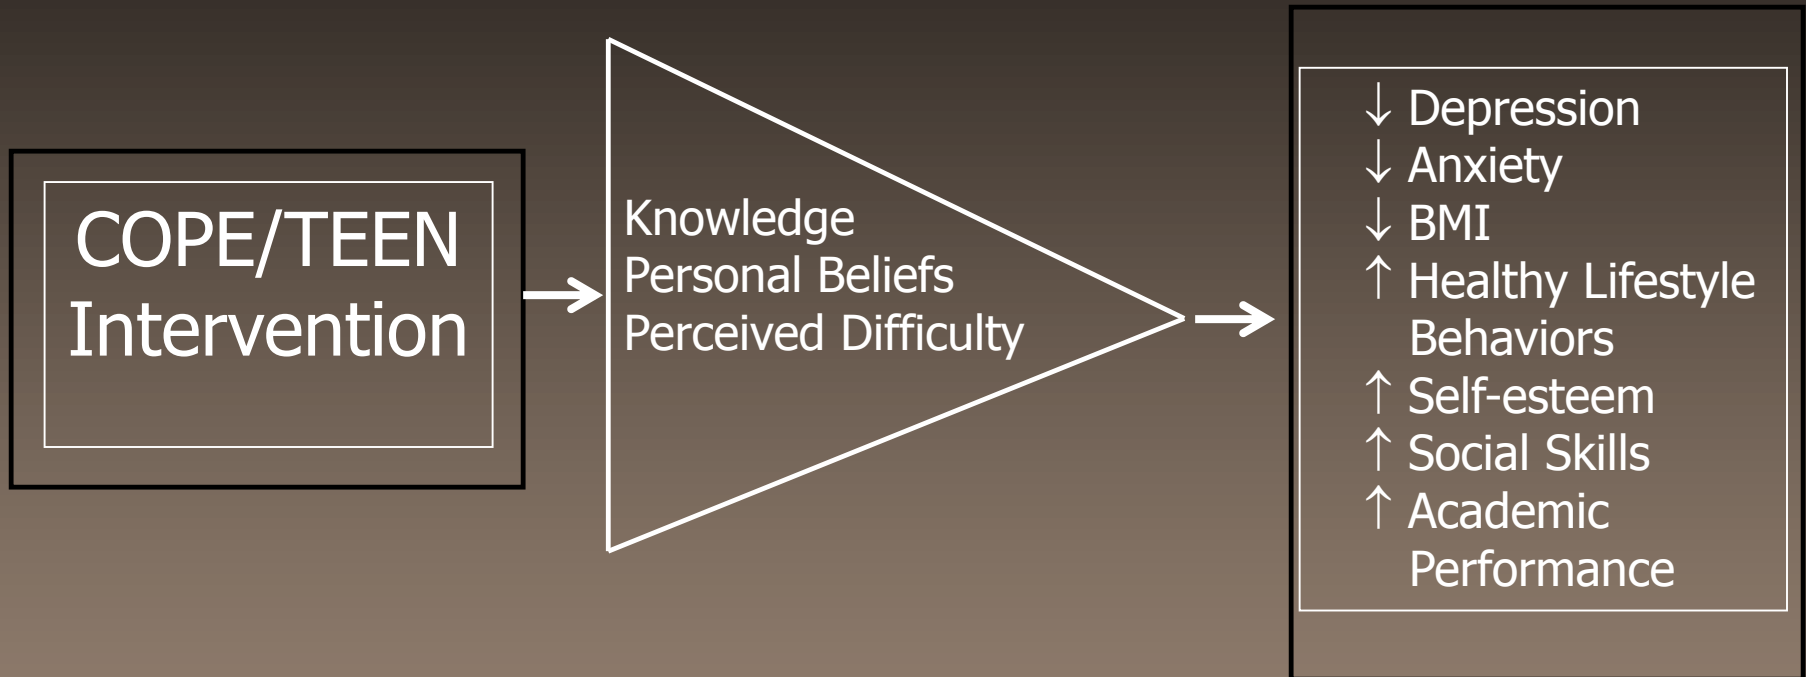 COPE/TEEN
Intervention
Knowledge
Personal Beliefs
Perceived Difficulty
↓ Depression
↓ Anxiety
↓ BMI
↑ Healthy Lifestyle
Behaviors
↑ Self-esteem
↑ Social Skills
↑ Academic
Performance